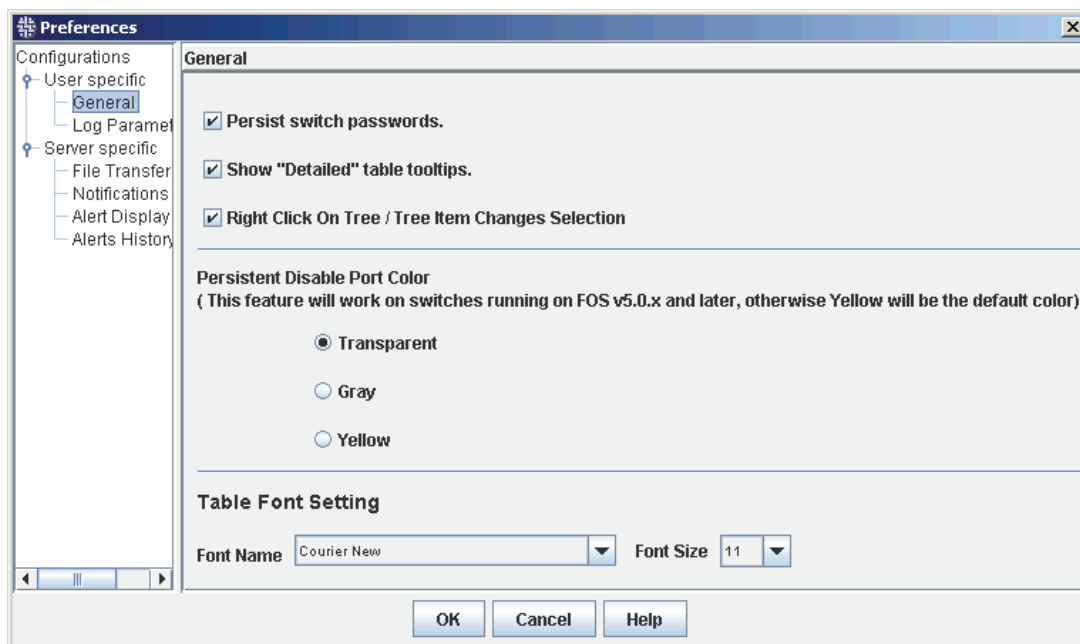 Preferences
Configurations
User specific
General
Log Paramet
Server specific
File Transfer
Notifications
Alert Display
Alerts History
General
Persist switch passwords.
Show "Detailed" table tooltips.
Right Click On Tree / Tree Item Changes Selection
Persistent Disable Port Color
( This feature will work on switches running on FOS v5.0.x and later, otherwise Yellow will be the default color)
Transparent
Gray
Yellow
Table Font Setting
Font Name Courier New Font Size 11
OK Cancel Help